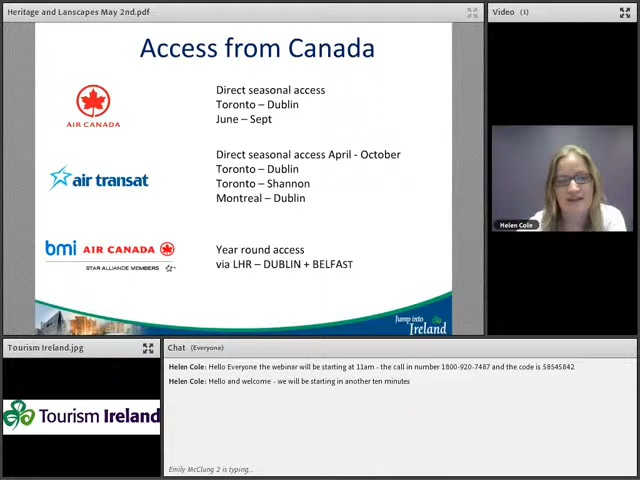 Heritage and Lanscapes May 2nd.pdf
Access from Canada
AIR CANADA
Direct seasonal access
Toronto – Dublin
June – Sept
air transat
Direct seasonal access April - October
Toronto – Dublin
Toronto – Shannon
Montreal – Dublin
bmi AIR CANADA
STAR ALLIANCE MEMBERS
Year round access
via LHR – DUBLIN + BELFAST
Jump into
Ireland
Video (1)
Helen Cole
Tourism Ireland.jpg
Tourism Ireland
Chat (Everyone)
Helen Cole: Hello Everyone the webinar will be starting at 11am - the call in number 1800-920-7487 and the code is 58545842
Helen Cole: Hello and welcome - we will be starting in another ten minutes
Emily McClung 2 is typing...